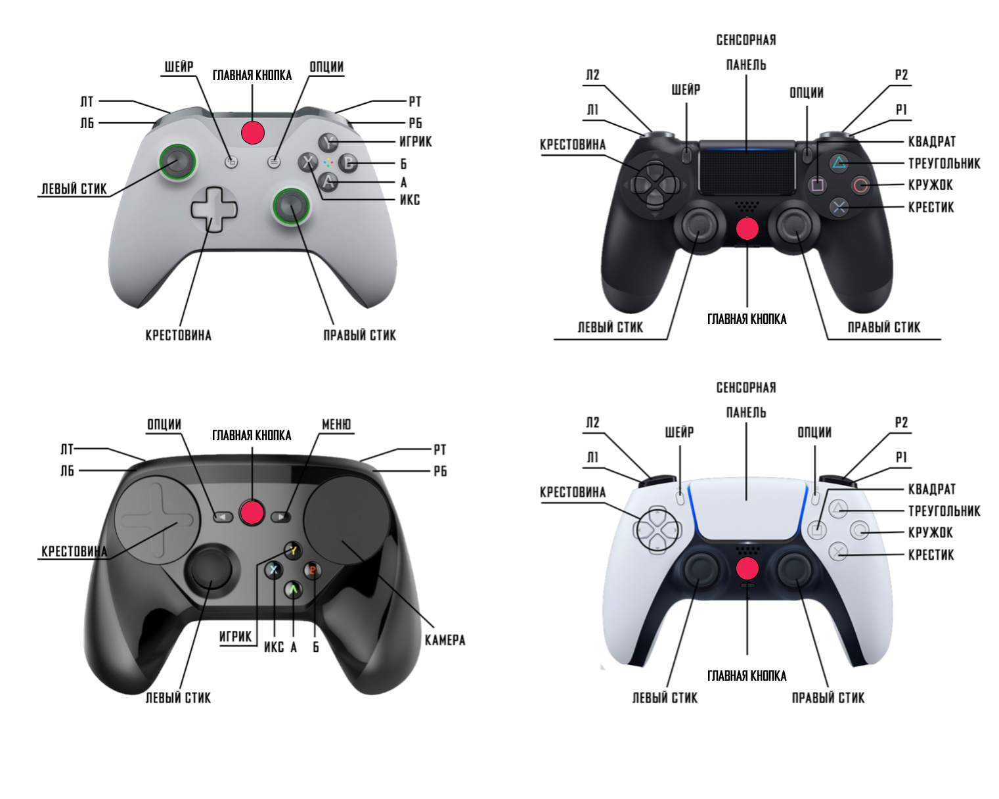 ШЕЙР
ГЛАВНАЯ КНОПКА
ОПЦИИ
ЛТ
ЛБ
РТ
РБ
ИГРИК
Б
А
ИКС
ЛЕВЫЙ СТИК
КРЕСТОВИНА
ПРАВЫЙ СТИК
Y
X
B
A
СЕНСОРНАЯ
ПАНЕЛЬ
Л2
ШЕЙР
ОПЦИИ
Р2
Л1
Р1
КРЕСТОВИНА
КВАДРАТ
ТРЕУГОЛЬНИК
КРУЖОК
КРЕСТИК
ЛЕВЫЙ СТИК
ГЛАВНАЯ КНОПКА
ПРАВЫЙ СТИК
ОПЦИИ
ГЛАВНАЯ КНОПКА
МЕНЮ
ЛТ
ЛБ
РТ
РБ
КРЕСТОВИНА
Y
X
B
A
ИГРИК
ИКС
А
Б
КАМЕРА
ЛЕВЫЙ СТИК
СЕНСОРНАЯ
ПАНЕЛЬ
Л2
ШЕЙР
ОПЦИИ
Р2
Л1
Р1
КРЕСТОВИНА
КВАДРАТ
ТРЕУГОЛЬНИК
КРУЖОК
КРЕСТИК
ГЛАВНАЯ КНОПКА
ЛЕВЫЙ СТИК
ПРАВЫЙ СТИК